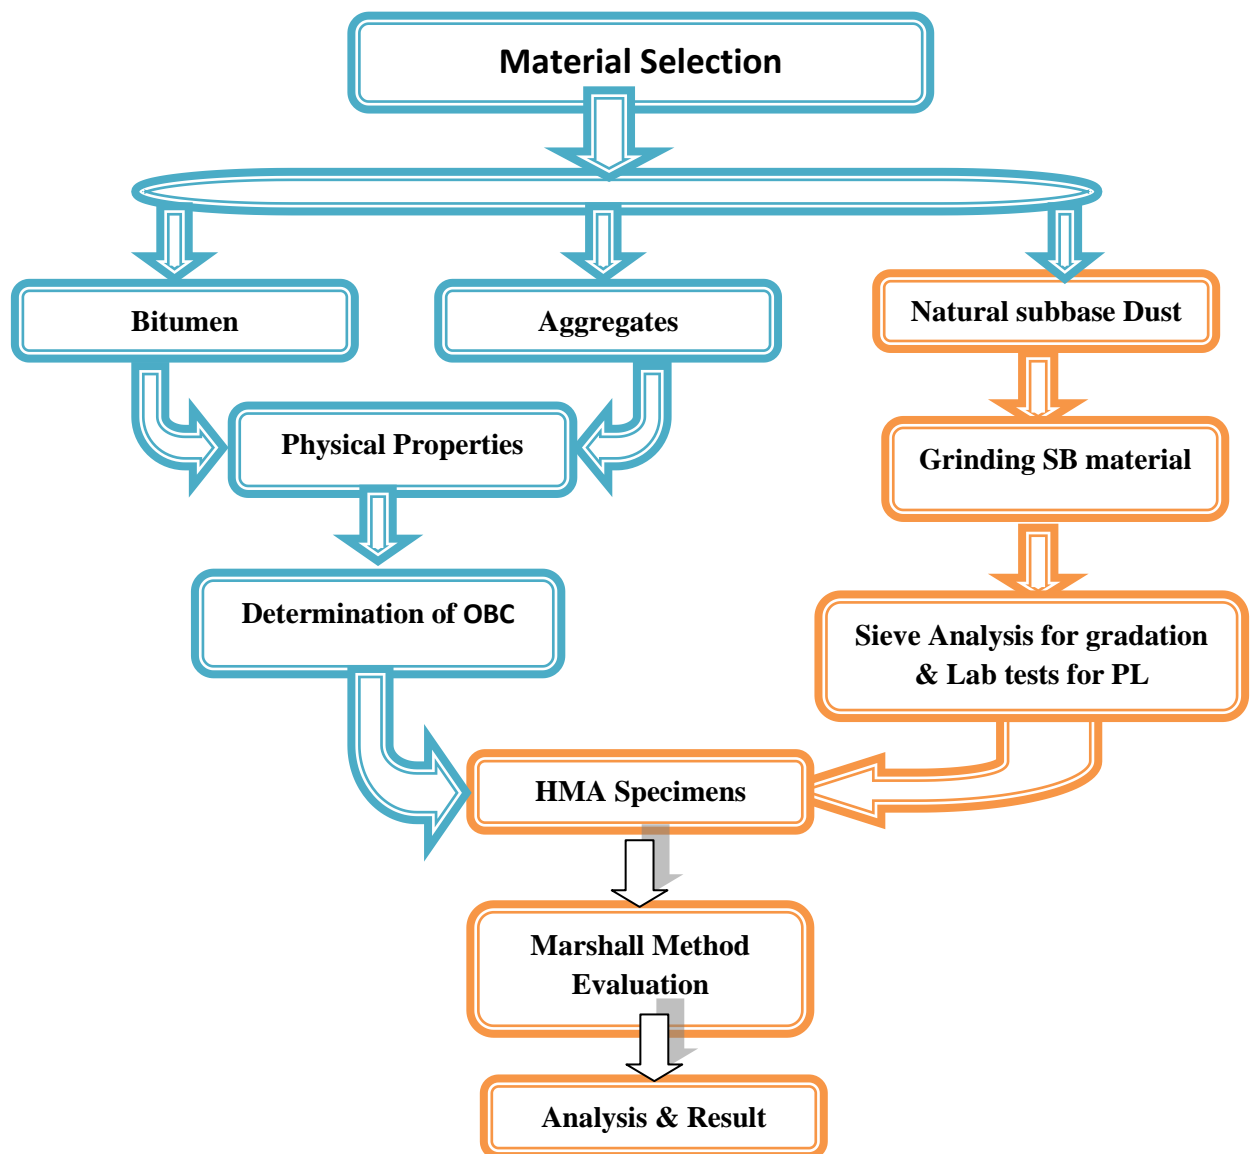 Material Selection
Bitumen
Aggregates
Natural subbase Dust
Physical Properties
Grinding SB material
Determination of OBC
Sieve Analysis for gradation
& Lab tests for PL
HMA Specimens
Marshall Method
Evaluation
Analysis & Result